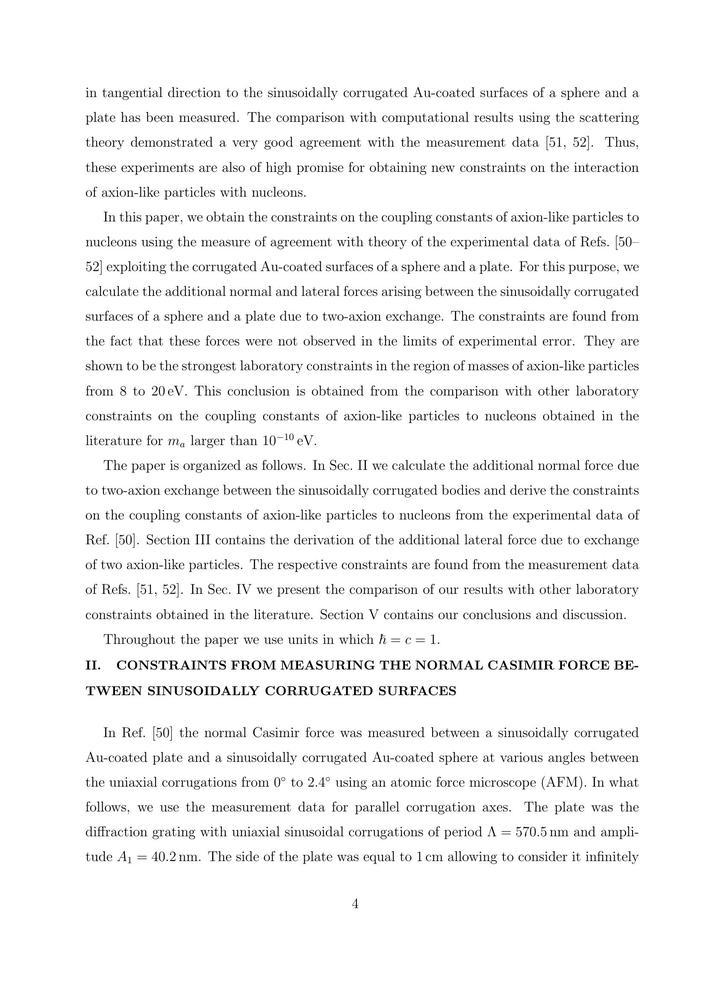 in tangential direction to the sinusoidally corrugated Au-coated surfaces of a sphere and a
plate has been measured. The comparison with computational results using the scattering
theory demonstrated a very good agreement with the measurement data [51, 52]. Thus,
these experiments are also of high promise for obtaining new constraints on the interaction
of axion-like particles with nucleons.
In this paper, we obtain the constraints on the coupling constants of axion-like particles to
nucleons using the measure of agreement with theory of the experimental data of Refs. [50–
52] exploiting the corrugated Au-coated surfaces of a sphere and a plate. For this purpose, we
calculate the additional normal and lateral forces arising between the sinusoidally corrugated
surfaces of a sphere and a plate due to two-axion exchange. The constraints are found from
the fact that these forces were not observed in the limits of experimental error. They are
shown to be the strongest laboratory constraints in the region of masses of axion-like particles
from 8 to 20 eV. This conclusion is obtained from the comparison with other laboratory
constraints on the coupling constants of axion-like particles to nucleons obtained in the
literature for $m_a$ larger than $10^{-10}$ eV.
The paper is organized as follows. In Sec. II we calculate the additional normal force due
to two-axion exchange between the sinusoidally corrugated bodies and derive the constraints
on the coupling constants of axion-like particles to nucleons from the experimental data of
Ref. [50]. Section III contains the derivation of the additional lateral force due to exchange
of two axion-like particles. The respective constraints are found from the measurement data
of Refs. [51, 52]. In Sec. IV we present the comparison of our results with other laboratory
constraints obtained in the literature. Section V contains our conclusions and discussion.
Throughout the paper we use units in which ħ = c = 1.
II. CONSTRAINTS FROM MEASURING THE NORMAL CASIMIR FORCE BE-
TWEEN SINUSOIDALLY CORRUGATED SURFACES
In Ref. [50] the normal Casimir force was measured between a sinusoidally corrugated
Au-coated plate and a sinusoidally corrugated Au-coated sphere at various angles between
the uniaxial corrugations from 0° to 2.4° using an atomic force microscope (AFM). In what
follows, we use the measurement data for parallel corrugation axes. The plate was the
diffraction grating with uniaxial sinusoidal corrugations of period Λ = 570.5 nm and ampli-
tude $A_1$ = 40.2 nm. The side of the plate was equal to 1 cm allowing to consider it infinitely
4